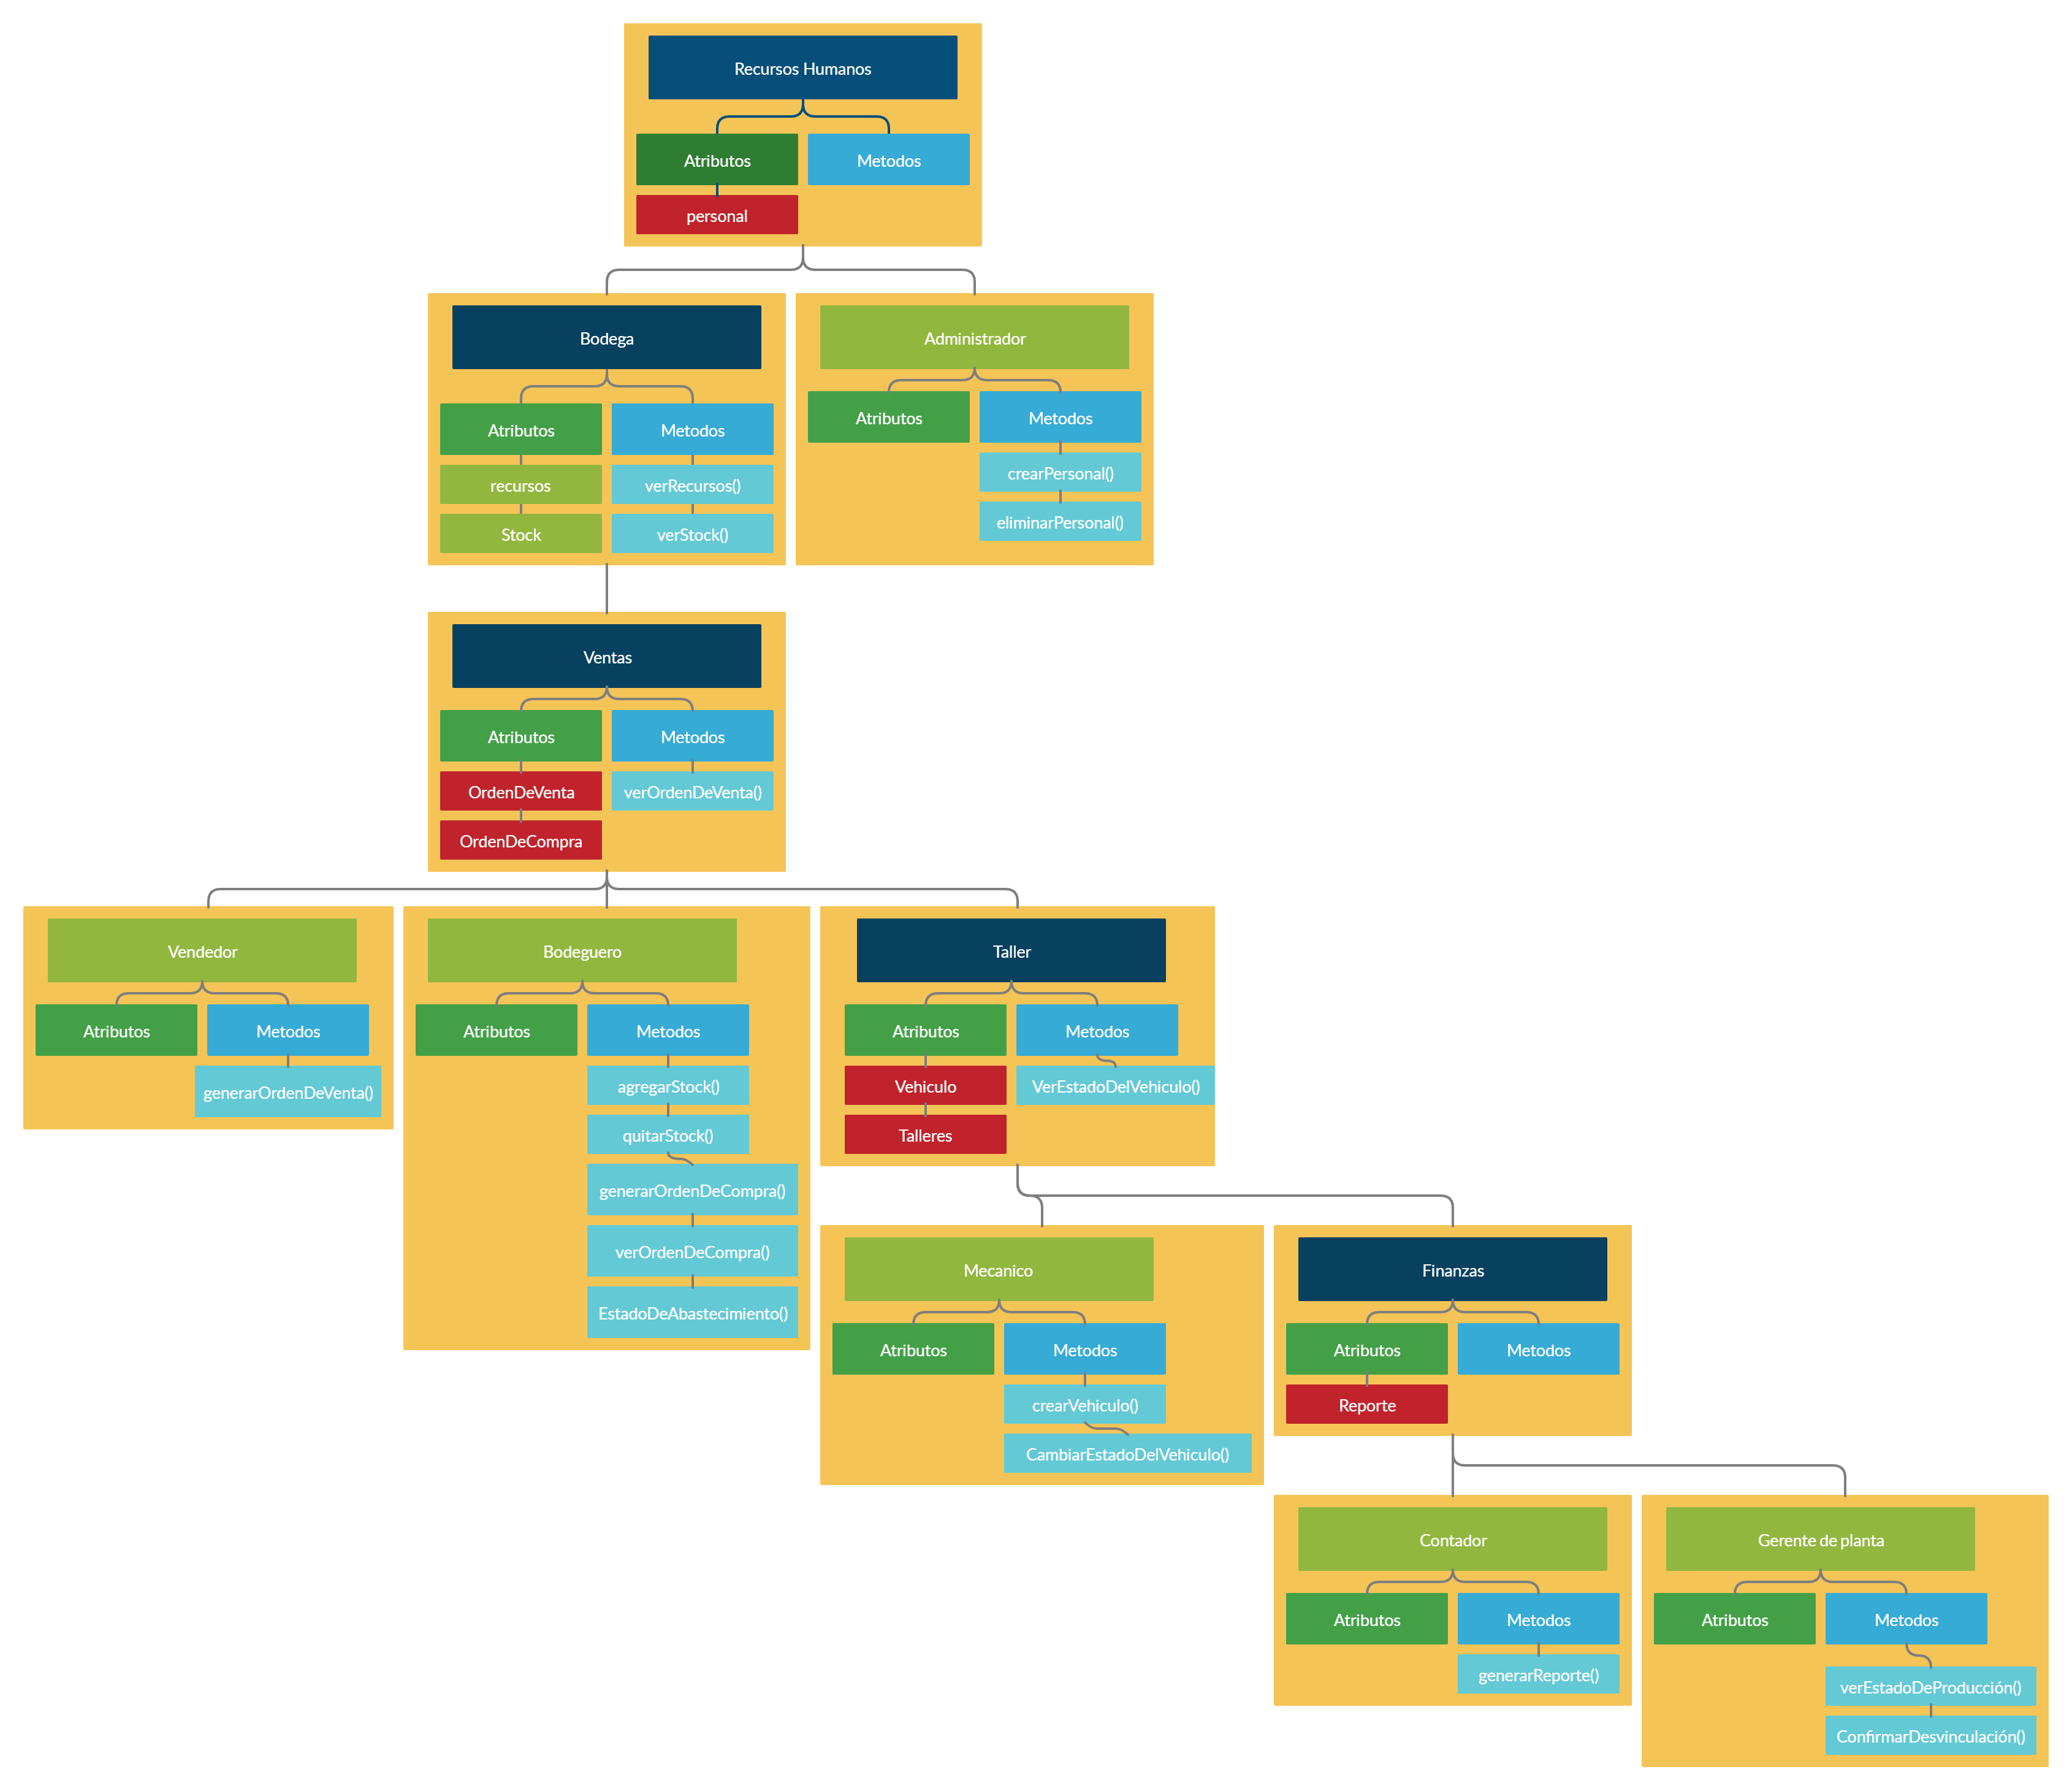 Recursos Humanos
Atributos
Metodos
personal
Bodega
Atributos
Metodos
recursos
verRecursos()
Stock
verStock()
Administrador
Atributos
Metodos
crearPersonal()
eliminarPersonal()
Ventas
Atributos
Metodos
OrdenDeVenta
verOrdenDeVenta()
OrdenDeCompra
Vendedor
Atributos
Metodos
generarOrdenDeVenta()
Bodeguero
Atributos
Metodos
agregarStock()
quitarStock()
generarOrdenDeCompra()
verOrdenDeCompra()
EstadoDeAbastecimiento()
Taller
Atributos
Metodos
Vehiculo
VerEstadoDelVehiculo()
Talleres
Mecanico
Atributos
Metodos
crearVehiculo()
CambiarEstadoDelVehiculo()
Finanzas
Atributos
Metodos
Reporte
Contador
Atributos
Metodos
generarReporte()
Gerente de planta
Atributos
Metodos
verEstadoDeProducción()
ConfirmarDesvinculación()